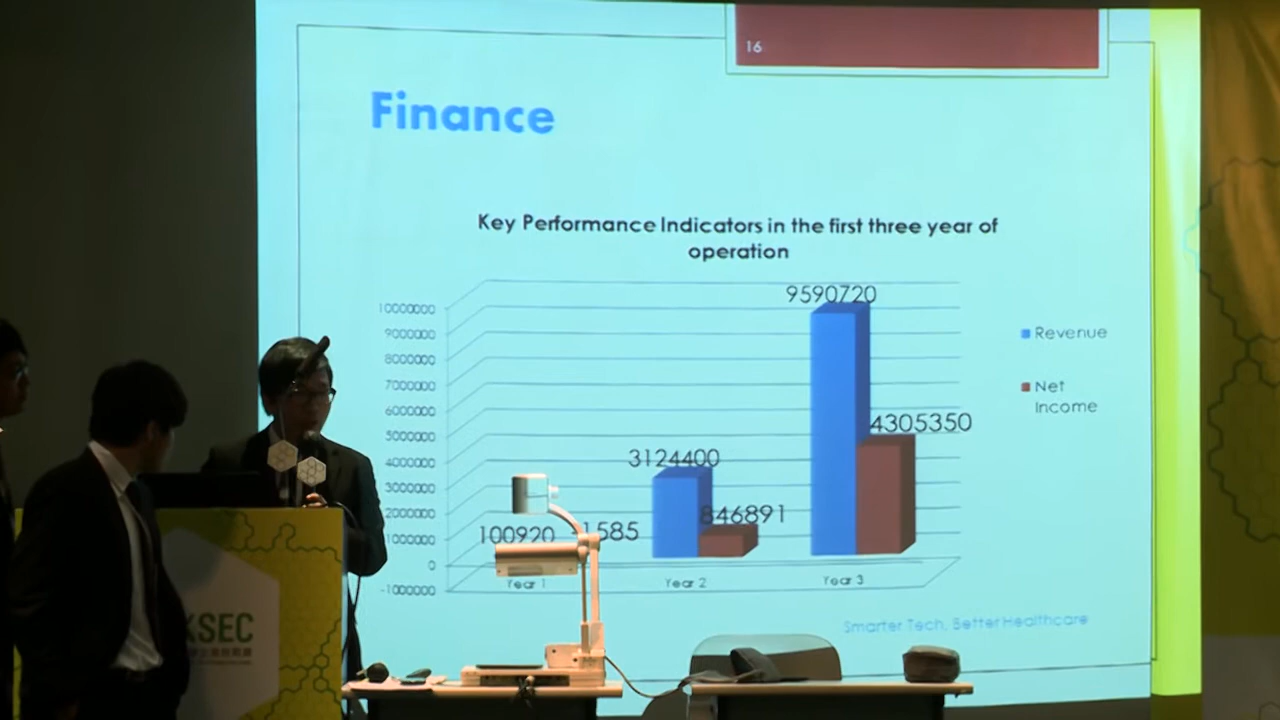 16
Finance
Key Performance Indicators in the first three year of
operation
10000000
9000000
8000000
7000000
6000000
5000000
4000000
3000000
2000000
1000000
0
-1000000
100920
1585
3124400
846891
9590720
4305350
Year 1
Year 2
Year 3
Revenue
Net
Income
Smarter Tech, Better Healthcare
KSEC